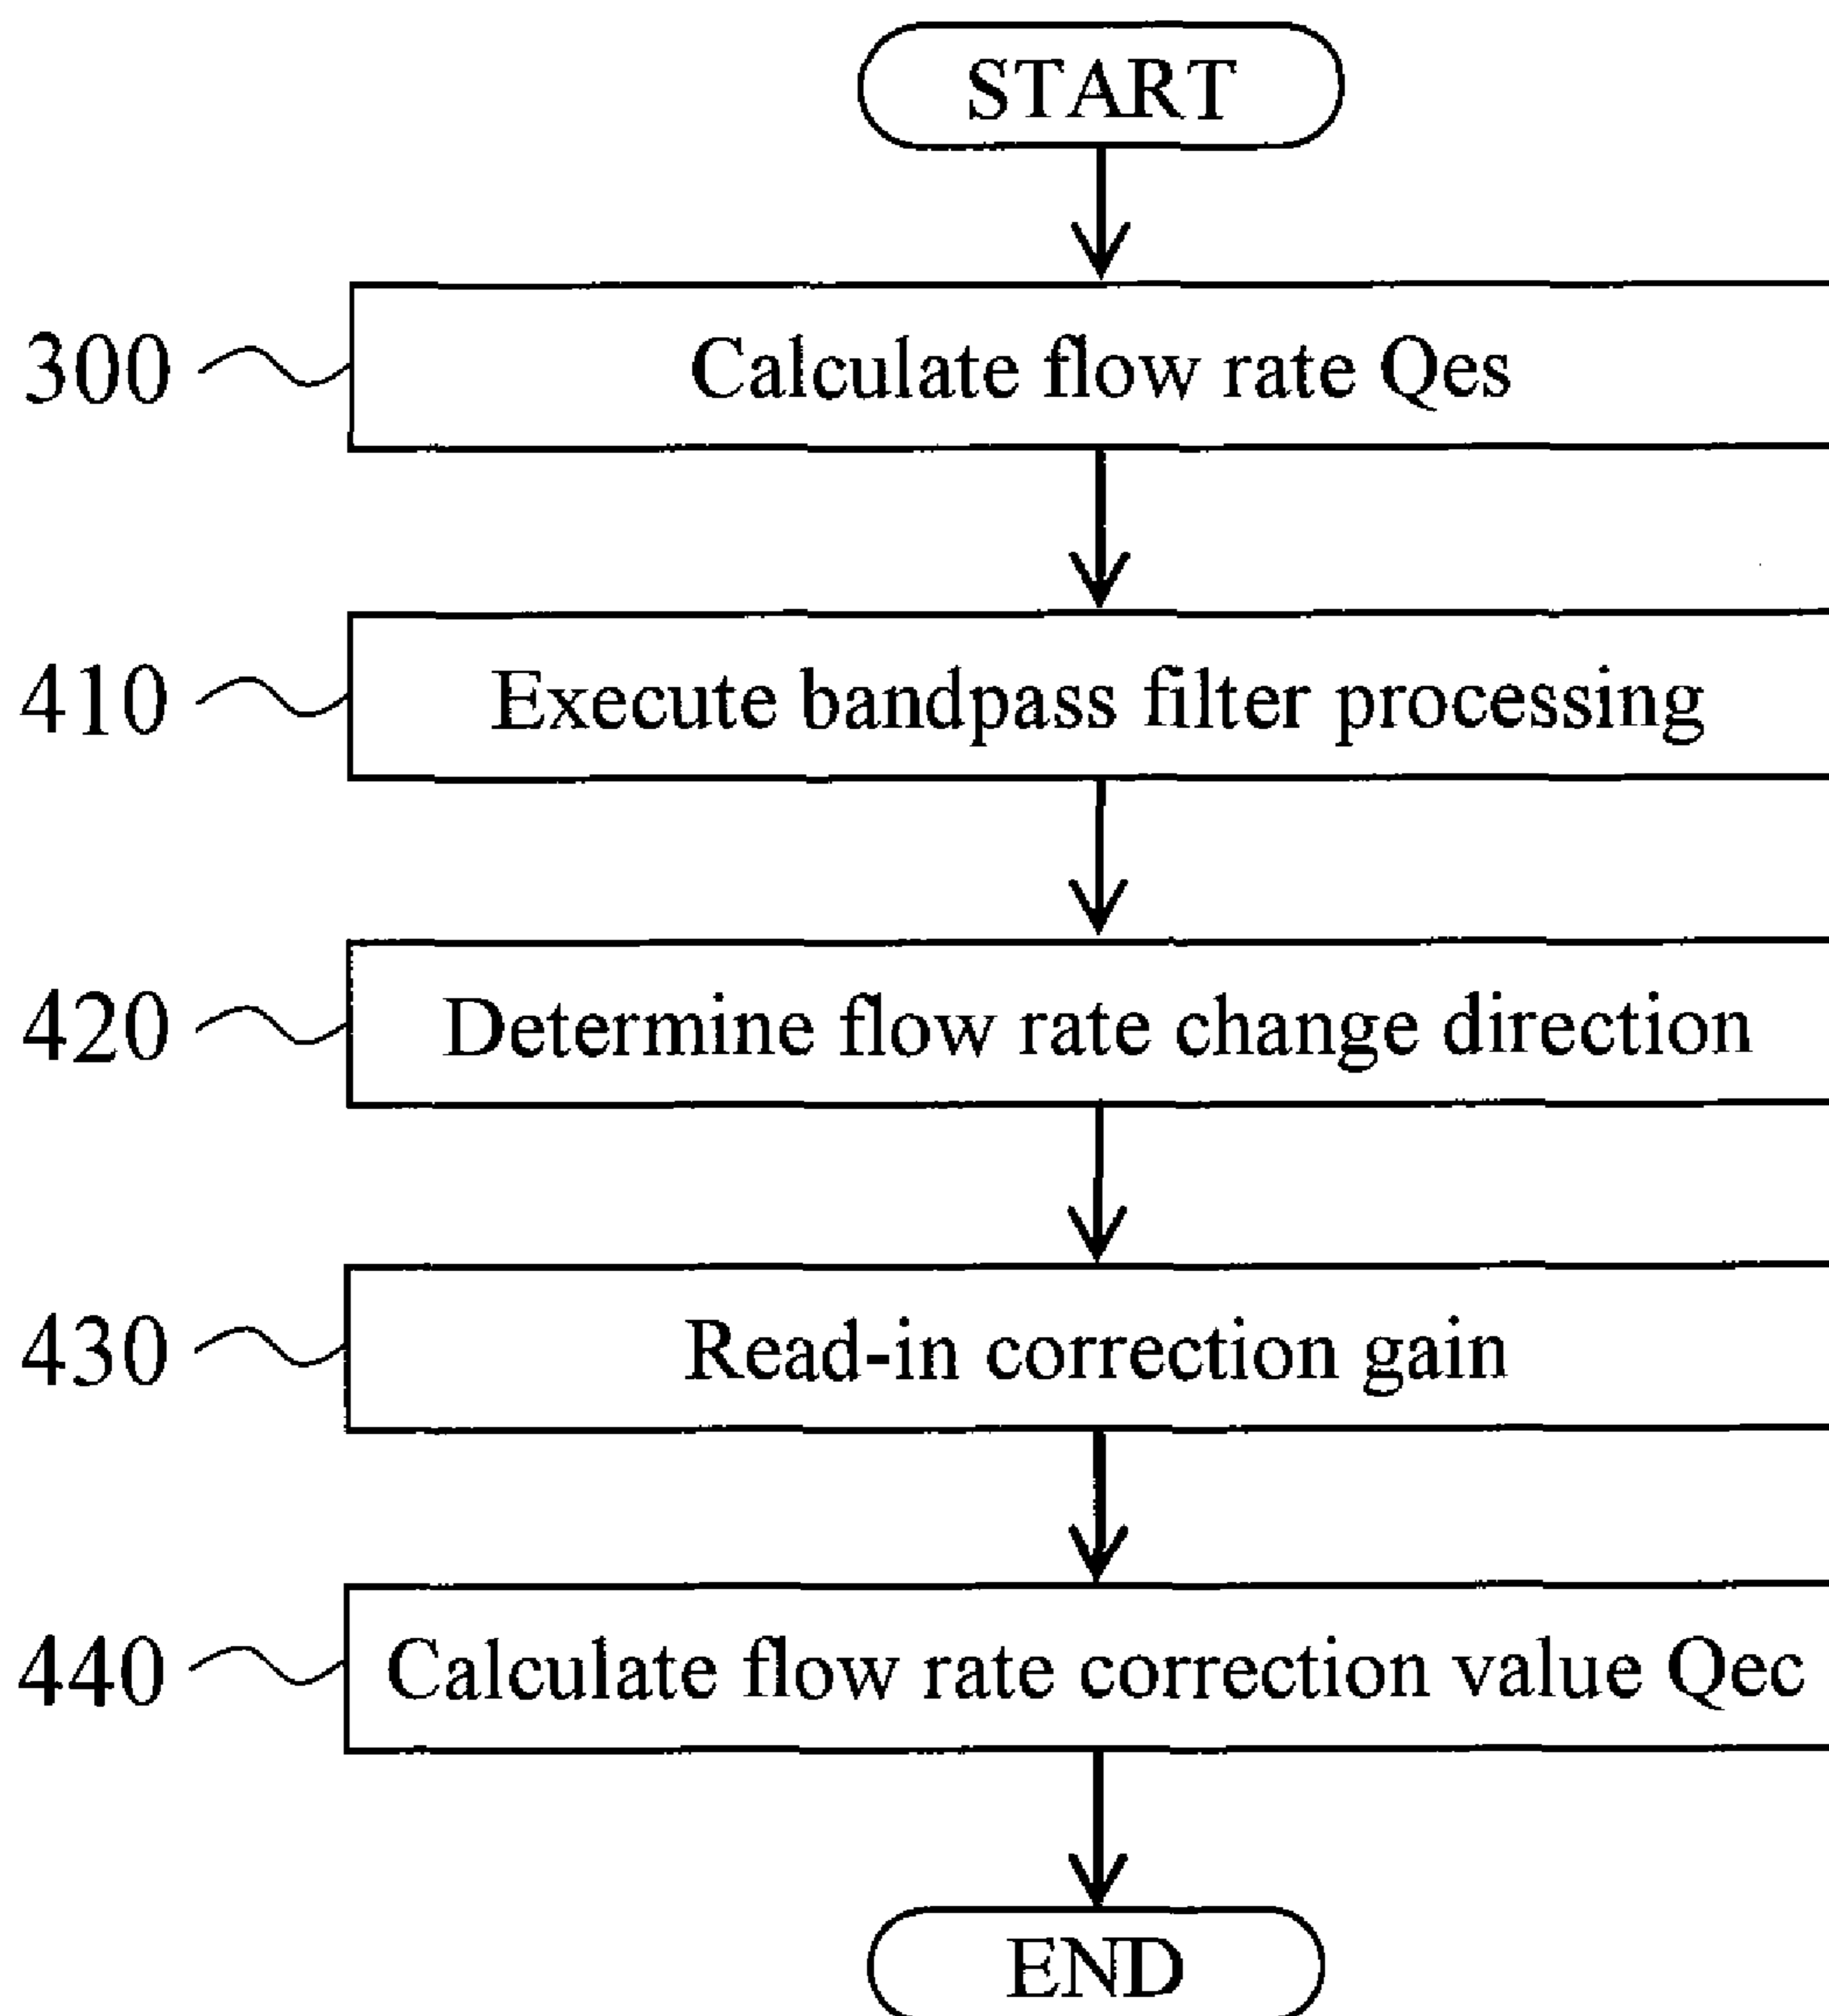 START
300 Calculate flow rate Qes
410 Execute bandpass filter processing
420 Determine flow rate change direction
430 Read-in correction gain
440 Calculate flow rate correction value Qec
END